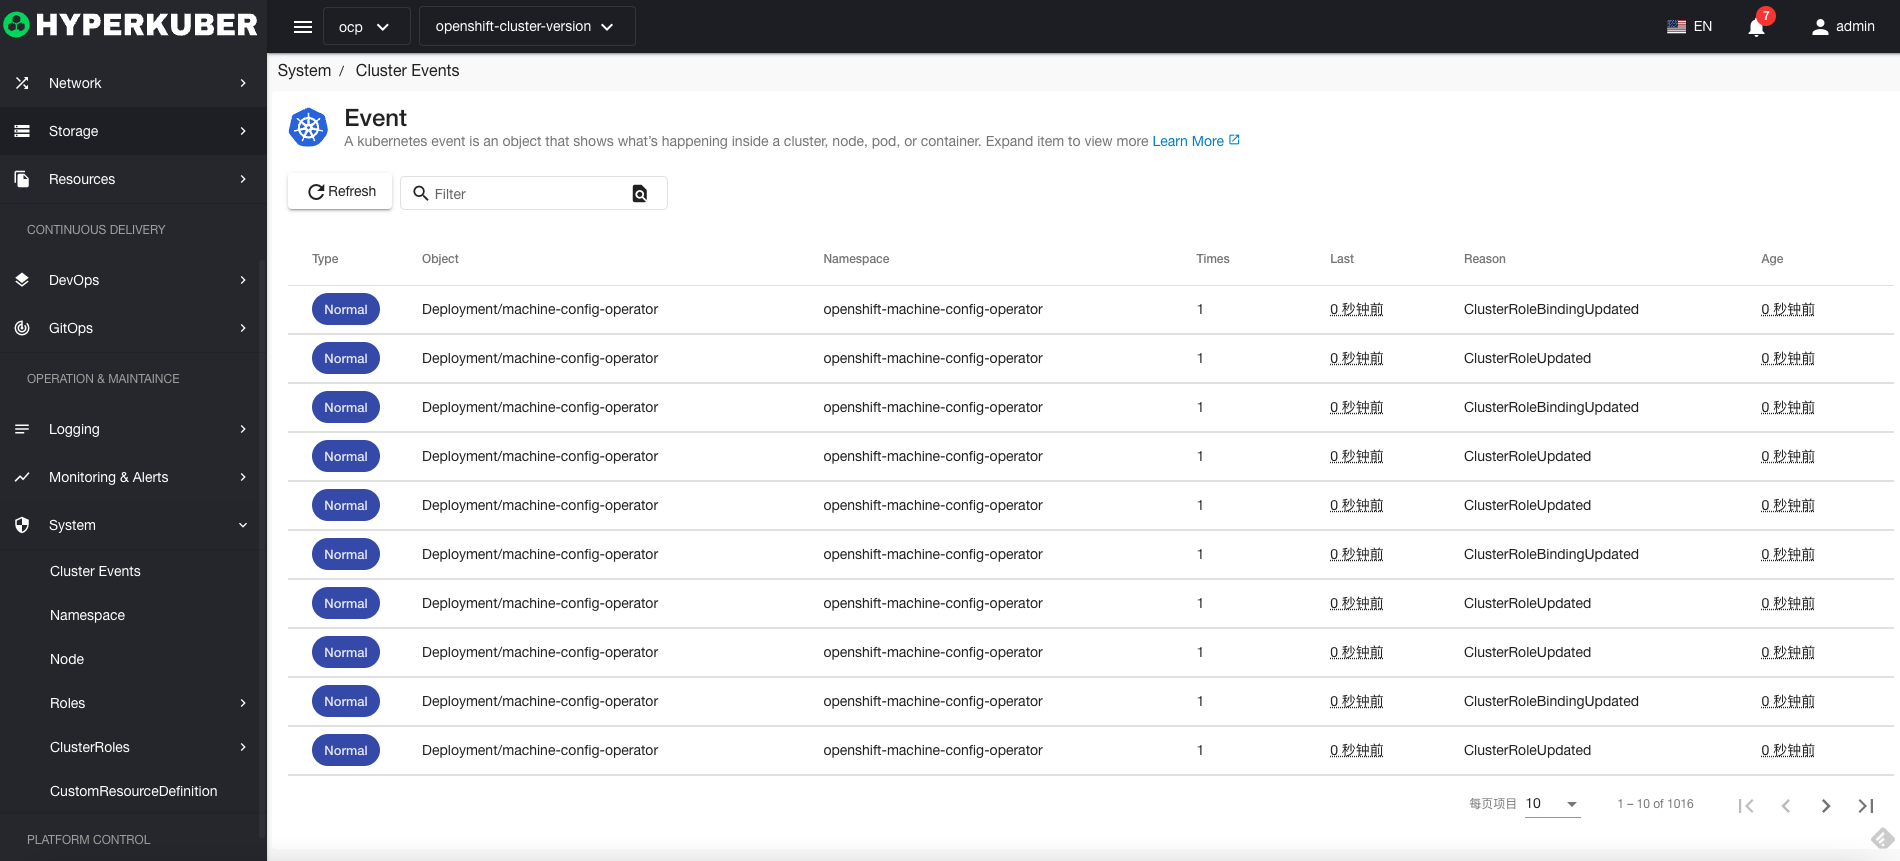 HYPERKUBER
ocp
openshift-cluster-version
EN
7
admin
Network
Storage
Resources
CONTINUOUS DELIVERY
DevOps
GitOps
OPERATION & MAINTAINCE
Logging
Monitoring & Alerts
System
Cluster Events
Namespace
Node
Roles
ClusterRoles
CustomResourceDefinition
PLATFORM CONTROL
System / Cluster Events
Event
A kubernetes event is an object that shows what's happening inside a cluster, node, pod, or container. Expand item to view more Learn More
Refresh
Filter
Type Object Namespace Times Last Reason Age
Normal Deployment/machine-config-operator openshift-machine-config-operator 1 0 秒钟前 ClusterRoleBindingUpdated 0 秒钟前
Normal Deployment/machine-config-operator openshift-machine-config-operator 1 0 秒钟前 ClusterRoleUpdated 0 秒钟前
Normal Deployment/machine-config-operator openshift-machine-config-operator 1 0 秒钟前 ClusterRoleBindingUpdated 0 秒钟前
Normal Deployment/machine-config-operator openshift-machine-config-operator 1 0 秒钟前 ClusterRoleUpdated 0 秒钟前
Normal Deployment/machine-config-operator openshift-machine-config-operator 1 0 秒钟前 ClusterRoleUpdated 0 秒钟前
Normal Deployment/machine-config-operator openshift-machine-config-operator 1 0 秒钟前 ClusterRoleBindingUpdated 0 秒钟前
Normal Deployment/machine-config-operator openshift-machine-config-operator 1 0 秒钟前 ClusterRoleUpdated 0 秒钟前
Normal Deployment/machine-config-operator openshift-machine-config-operator 1 0 秒钟前 ClusterRoleUpdated 0 秒钟前
Normal Deployment/machine-config-operator openshift-machine-config-operator 1 0 秒钟前 ClusterRoleBindingUpdated 0 秒钟前
Normal Deployment/machine-config-operator openshift-machine-config-operator 1 0 秒钟前 ClusterRoleUpdated 0 秒钟前
每页项目 10 1 – 10 of 1016